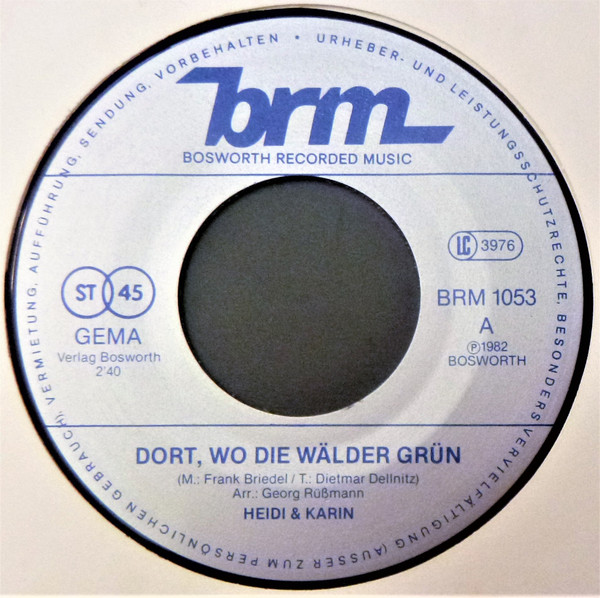 URHEBER- UND LEISTUNGSSCHUTZRECHTE, BESONDERS VERVIELFÄLTIGUNG (AUSSER ZUM PERSÖNLICHEN GEBRAUCH), VERMIETUNG, AUFFÜHRUNG, SENDUNG, VORBEHALTEN •
brm
BOSWORTH RECORDED MUSIC
LC 3976
ST 45
GEMA
Verlag Bosworth
2'40
BRM 1053
A
℗1982
BOSWORTH
DORT, WO DIE WÄLDER GRÜN
(M.: Frank Briedel / T.: Dietmar Dellnitz)
Arr.: Georg Rüßmann
HEIDI & KARIN